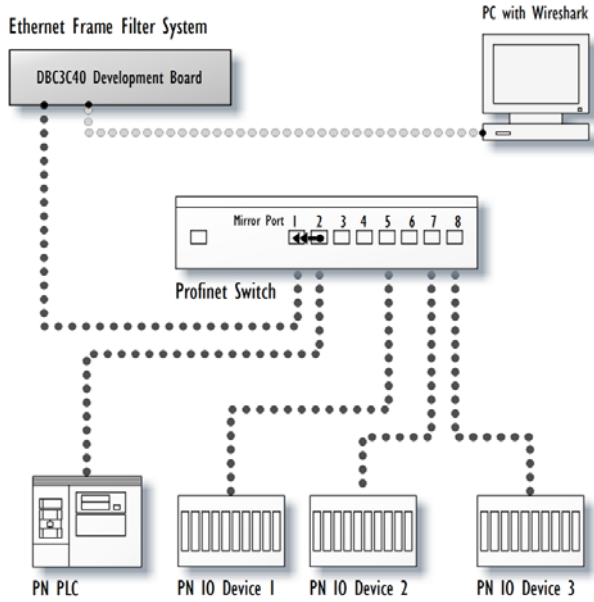 PC with Wireshark
Ethernet Frame Filter System
DBC3C40 Development Board
Mirror Port 1 2 3 4 5 6 7 8
Profinet Switch
PN PLC
PN IO Device 1
PN IO Device 2
PN IO Device 3